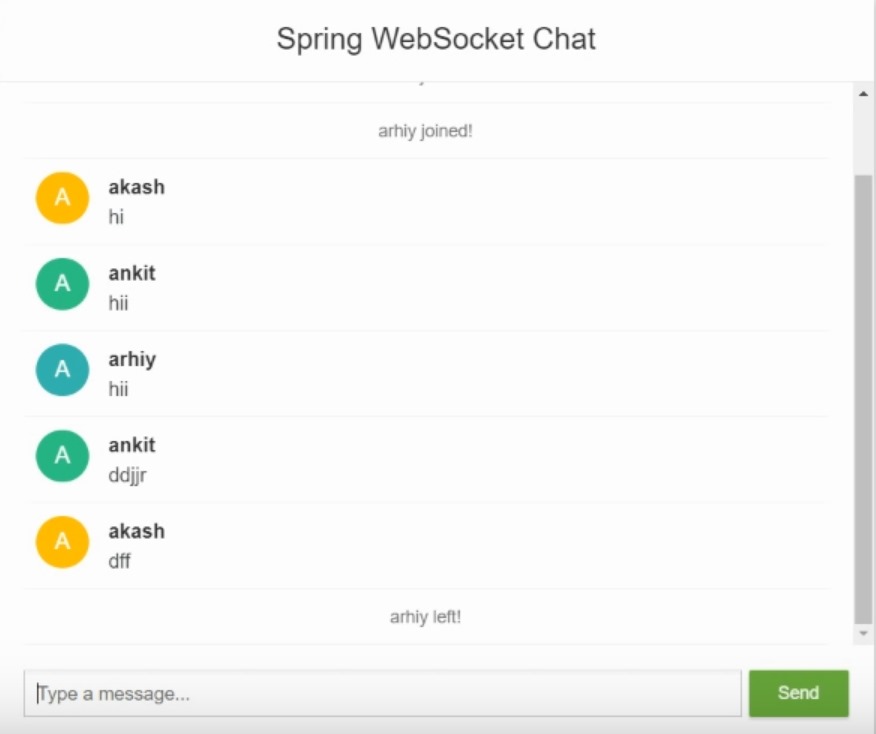 Spring WebSocket Chat
arhiy joined!
A
akash
hi
A
ankit
hii
A
arhiy
hii
A
ankit
ddjjr
A
akash
dff
arhiy left!
Type a message...
Send